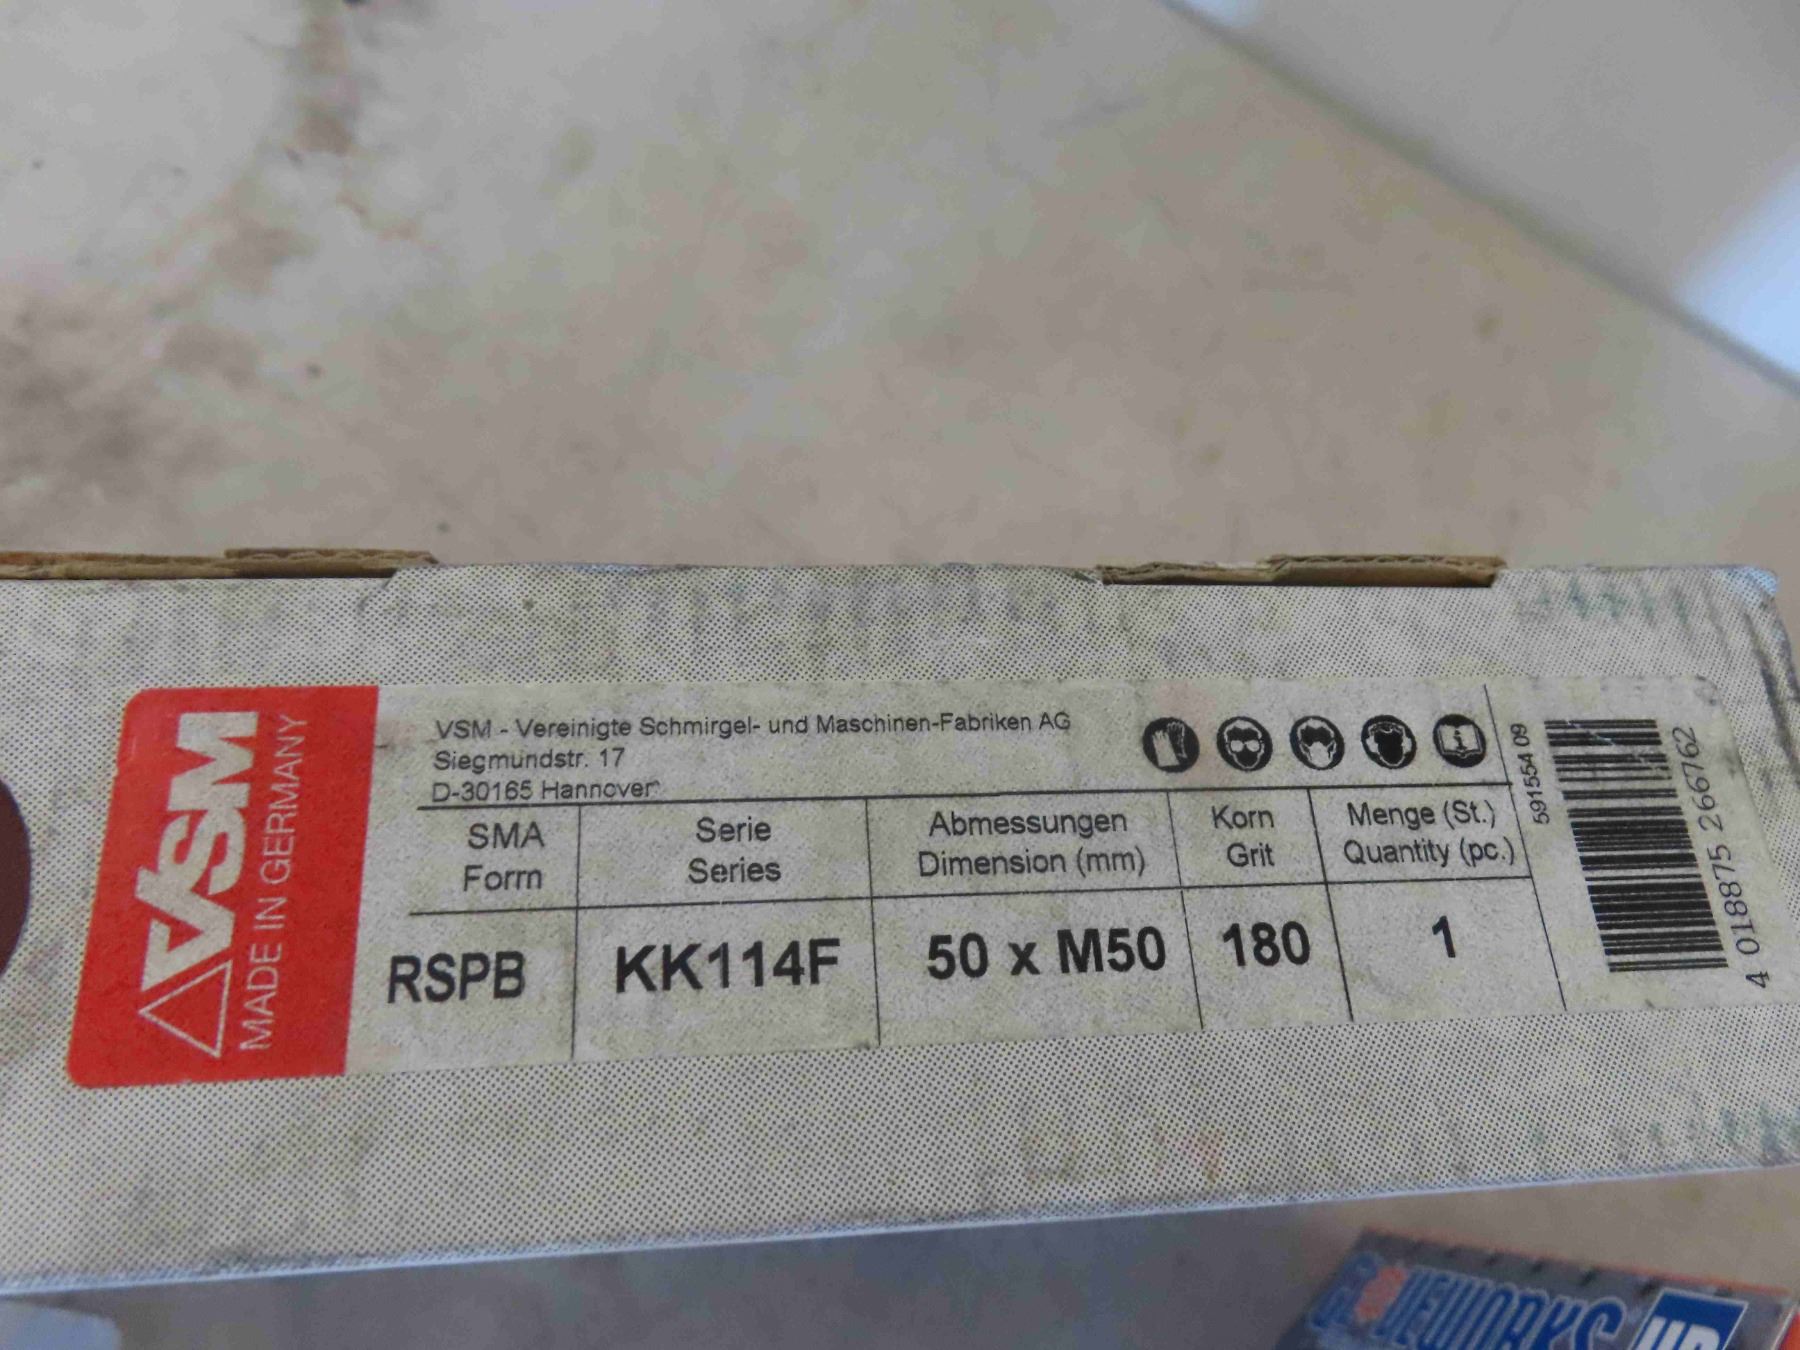 VSM
MADE IN GERMANY
VSM - Vereinigte Schmirgel- und Maschinen-Fabriken AG
Siegmundstr. 17
D-30165 Hannover
SMA
Form
Serie
Series
Abmessungen
Dimension (mm)
Korn
Grit
Menge (St.)
Quantity (pc.)
RSPB
KK114F
50 x M50
180
1
591554 09
4 018875 266762